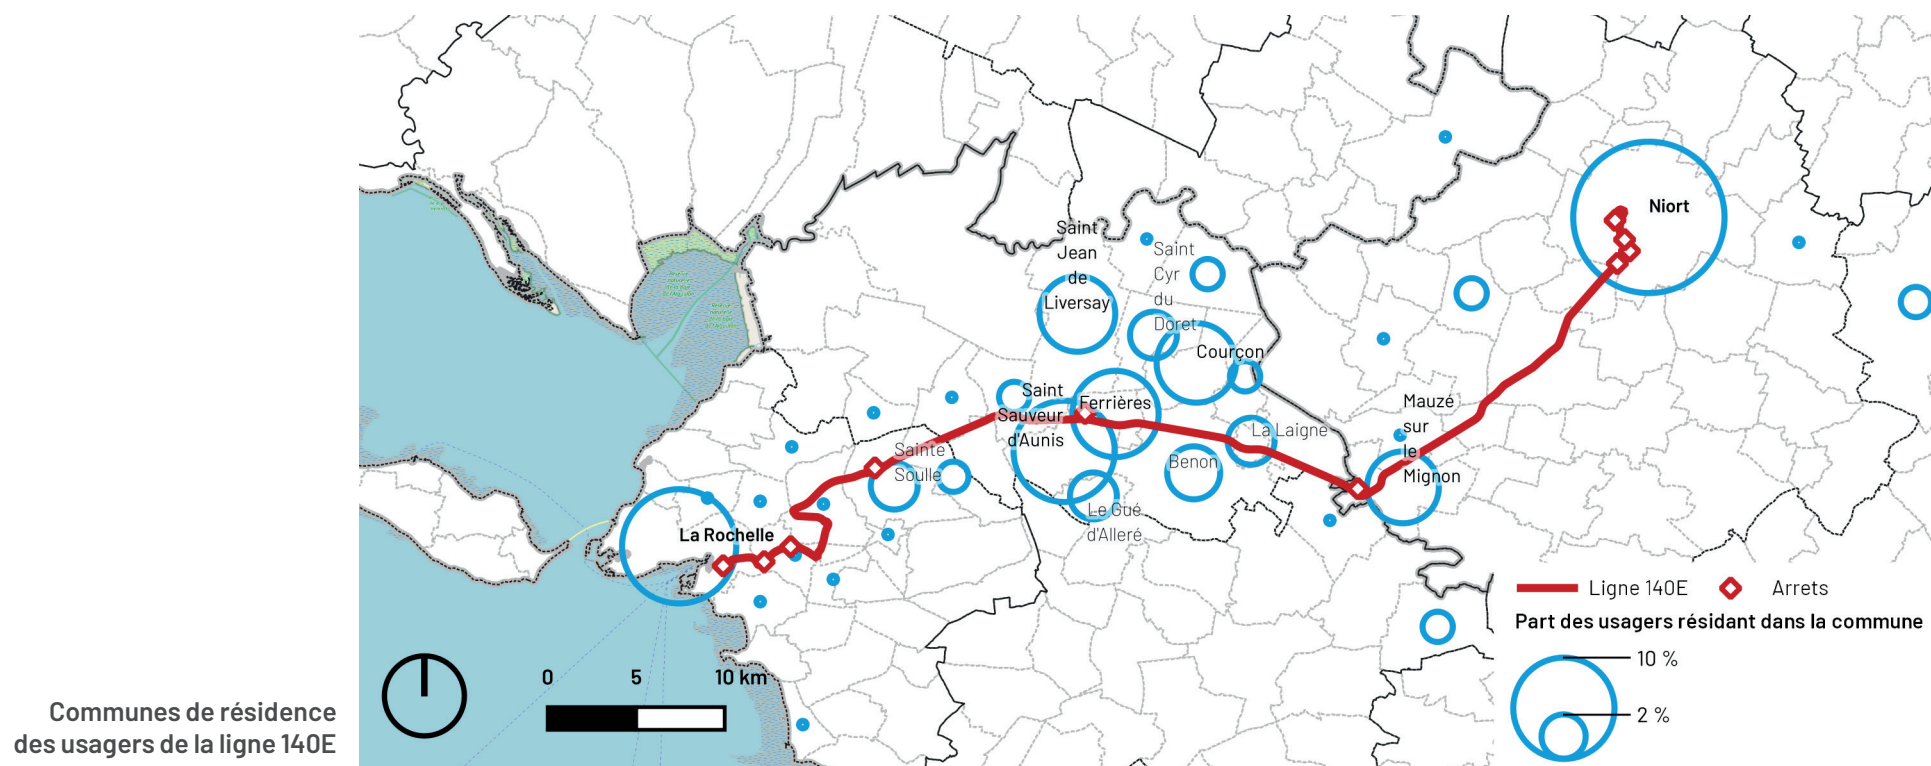 Niort
Saint
Jean
de
Liversay
Saint
Cyr
du
Doret
Courçon
Saint
Sauveur
d'Aunis
Ferrières
Mauzé
sur
le
Mignon
La Laigne
Sainte
Soulle
Benon
Le Gué
d'Alleré
La Rochelle
Ligne 140E
Arrets
Part des usagers résidant dans la commune
10 %
2 %
0 5 10 km
Communes de résidence
des usagers de la ligne 140E